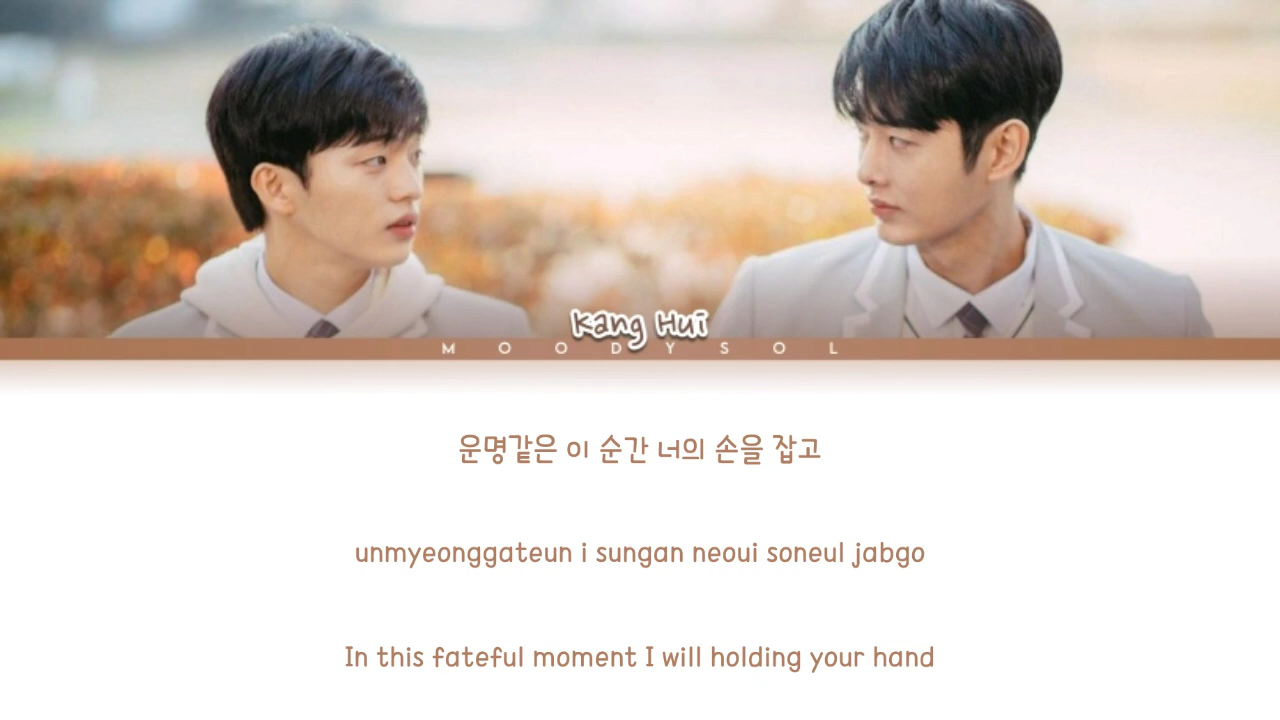 Kang Hui
MOODYSOL
운명같은 이 순간 너의 손을 잡고
unmyeonggateun i sungan neoui soneul jabgo
In this fateful moment I will holding your hand